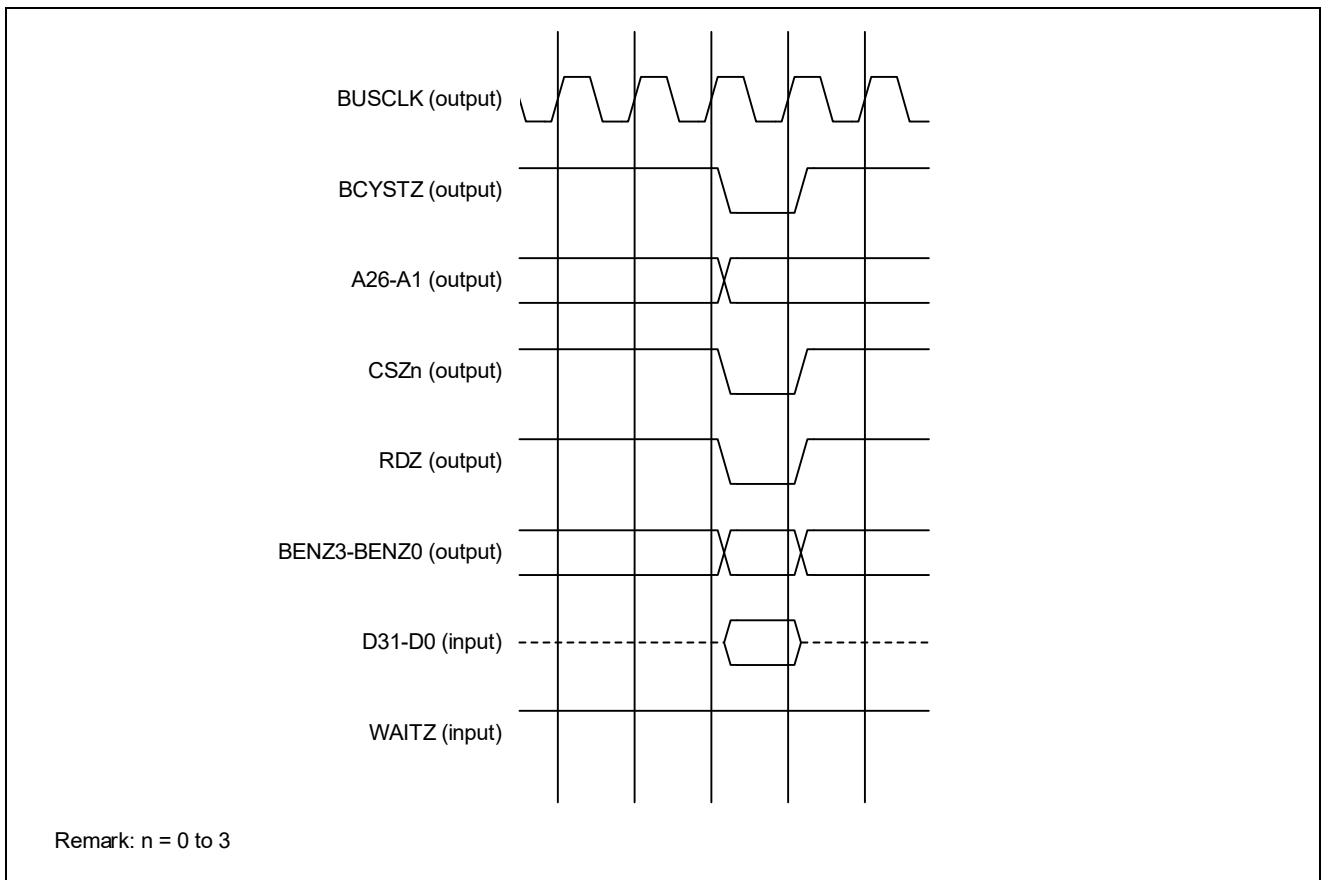 BUSCLK (output)
BCYSTZ (output)
A26-A1 (output)
CSZn (output)
RDZ (output)
BENZ3-BENZ0 (output)
D31-D0 (input)
WAITZ (input)
Remark: n = 0 to 3